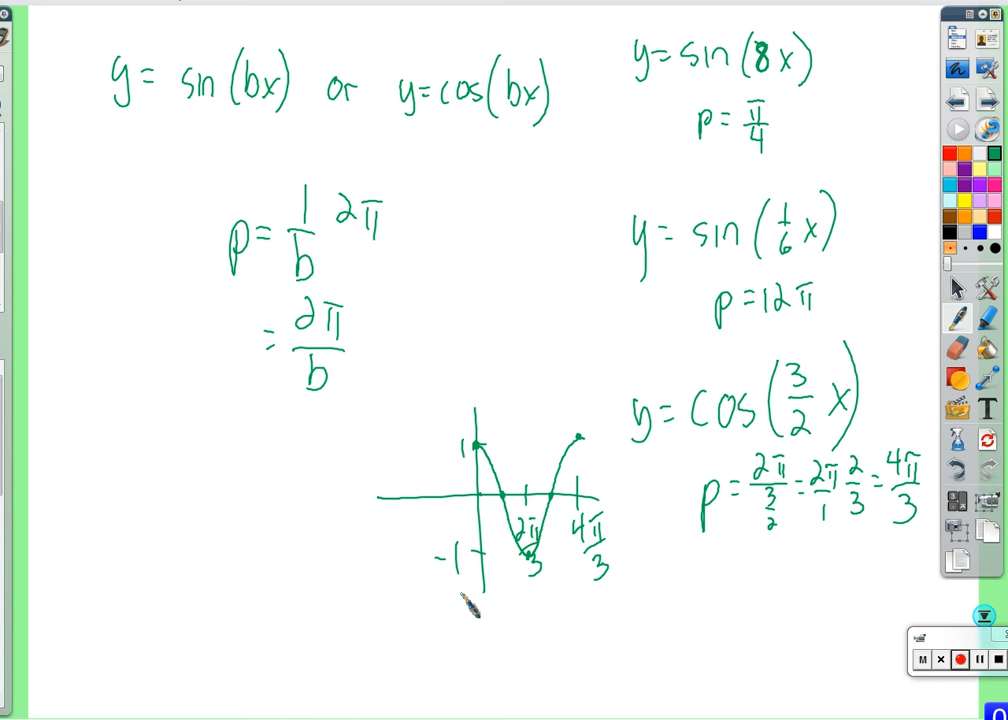 y = sin(bx) or y=cos(bx)
p = 1/b 2π
= 2π/b
y=sin(8x)
p = π/4
y = sin(1/6 x)
p = 12π
y = cos(3/2 x)
p = 2π/(3/2) = 2π/1 2/3 = 4π/3
1
-1
2π/3
4π/3
T
M